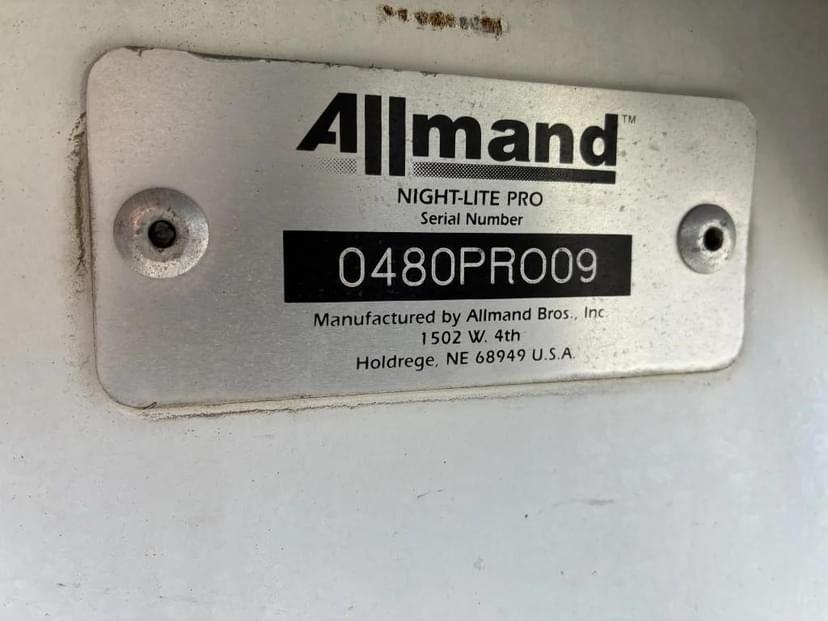 Allmand™
NIGHT-LITE PRO
Serial Number
0480PRO09
Manufactured by Allmand Bros., Inc.
1502 W. 4th
Holdrege, NE 68949 U.S.A.